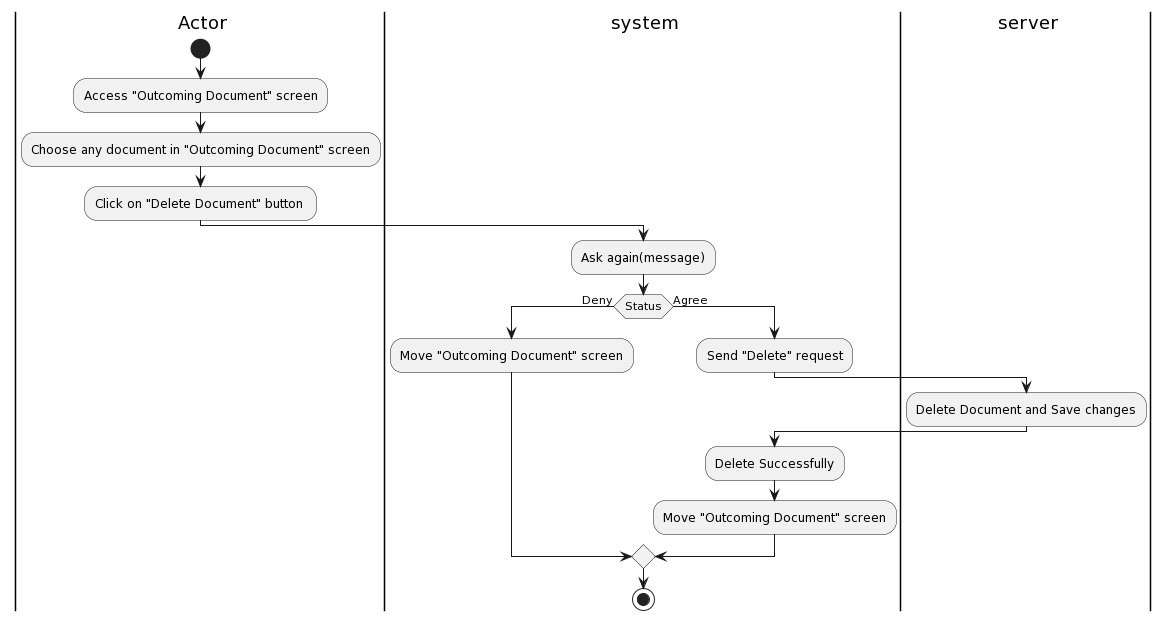 Actor
system
server
Access "Outcoming Document" screen
Choose any document in "Outcoming Document" screen
Click on "Delete Document" button
Ask again(message)
Deny
Status
Agree
Move "Outcoming Document" screen
Send "Delete" request
Delete Document and Save changes
Delete Successfully
Move "Outcoming Document" screen